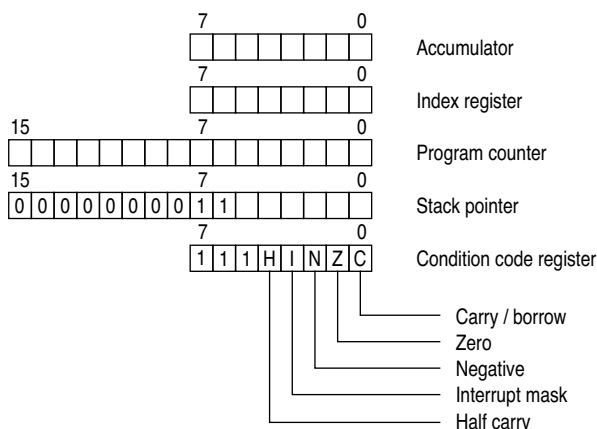 7 0
Accumulator
7 0
Index register
15 7 0
Program counter
15 7 0
0 0 0 0 0 0 0 0 1 1
Stack pointer
7 0
1 1 1 H I N Z C
Condition code register
Carry / borrow
Zero
Negative
Interrupt mask
Half carry